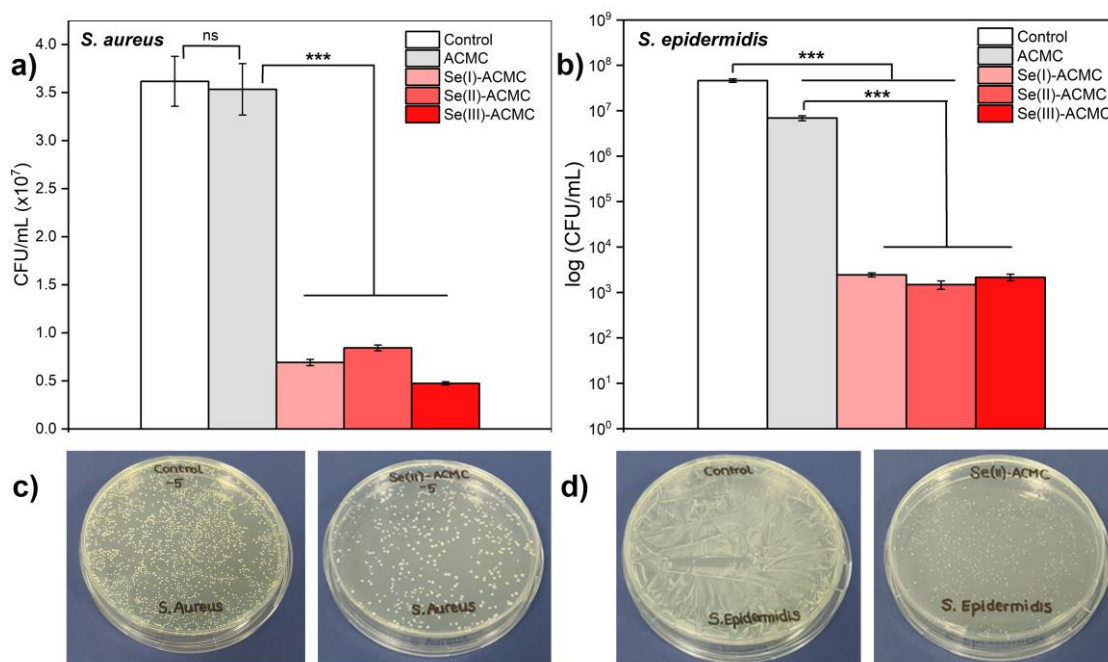 a)
S. aureus
ns
***
Control
ACMC
Se(I)-ACMC
Se(II)-ACMC
Se(III)-ACMC
CFU/mL (x10⁷)
4.0
3.5
3.0
2.5
2.0
1.5
1.0
0.5
0.0
b)
S. epidermidis
***
***
Control
ACMC
Se(I)-ACMC
Se(II)-ACMC
Se(III)-ACMC
log (CFU/mL)
10⁹
10⁸
10⁷
10⁶
10⁵
10⁴
10³
10²
10¹
10⁰
c)
Control
-5
S. Aureus
Se(II)-ACMC
-5
S. Aureus
d)
Control
S. Epidermidis
Se(II)-ACMC
S. Epidermidis